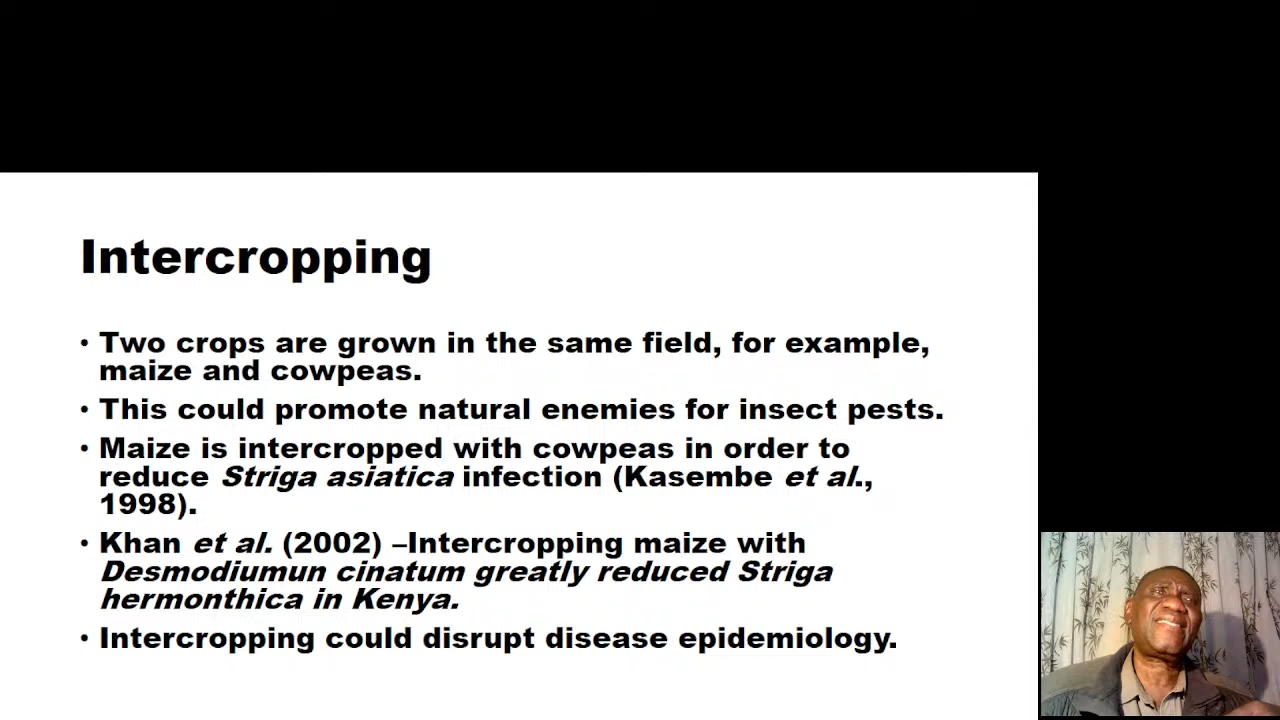 Intercropping
• Two crops are grown in the same field, for example,
maize and cowpeas.
• This could promote natural enemies for insect pests.
• Maize is intercropped with cowpeas in order to
reduce Striga asiatica infection (Kasembe et al.,
1998).
• Khan et al. (2002) –Intercropping maize with
Desmodiumun cinatum greatly reduced Striga
hermonthica in Kenya.
• Intercropping could disrupt disease epidemiology.